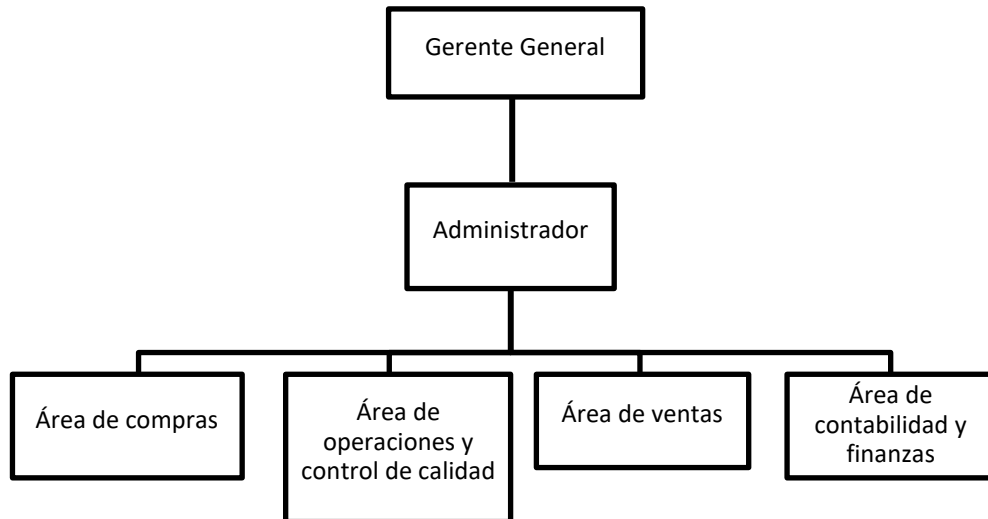 Gerente General
Administrador
Área de compras
Área de
operaciones y
control de calidad
Área de ventas
Área de
contabilidad y
finanzas